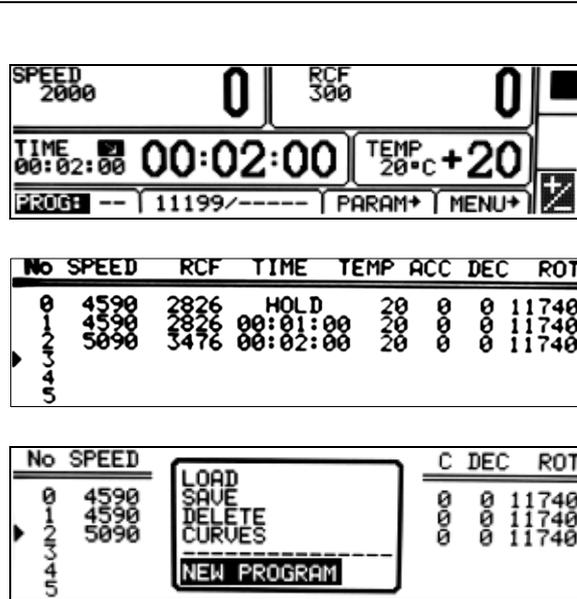 SPEED 2000 0 RCF 300 0
TIME 00:02:00 00:02:00 TEMP 20°C +20
PROG: -- 11199/----- PARAM→ MENU→ +/-
No SPEED RCF TIME TEMP ACC DEC ROT
0 4590 2826 HOLD 20 0 0 11740
1 4590 2826 00:01:00 20 0 0 11740
2 5090 3476 00:02:00 20 0 0 11740
3
4
5
No SPEED C DEC ROT
LOAD
0 4590 SAVE 0 0 11740
1 4590 DELETE 0 0 11740
2 5090 CURVES 0 0 11740
3 --------------------
4 NEW PROGRAM
5